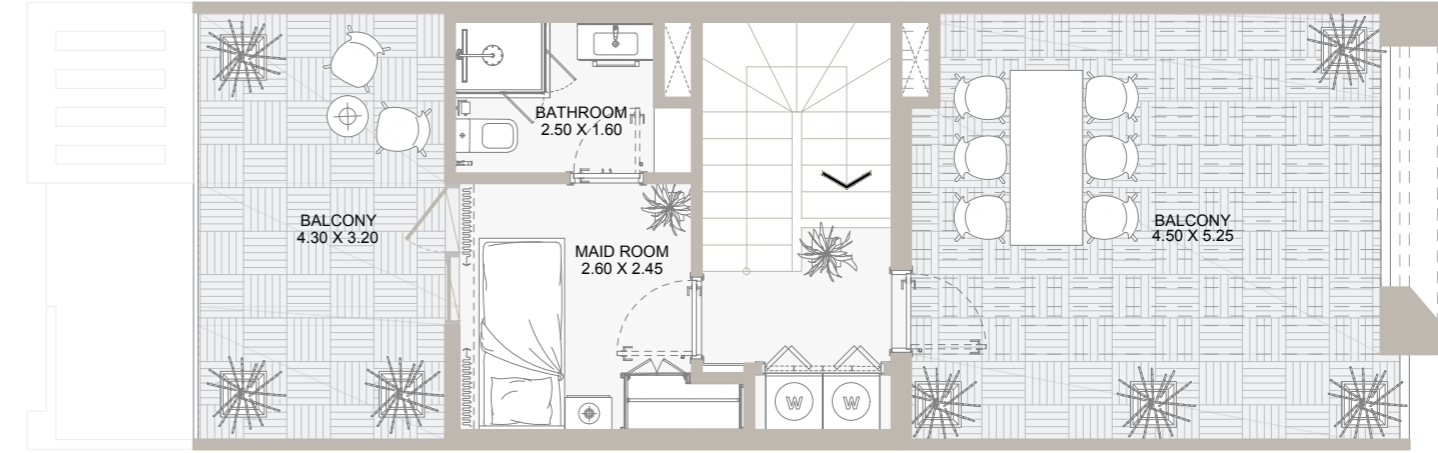 BATHROOM
2.50 X 1.60
BALCONY
4.30 X 3.20
MAID ROOM
2.60 X 2.45
BALCONY
4.50 X 5.25
W
W